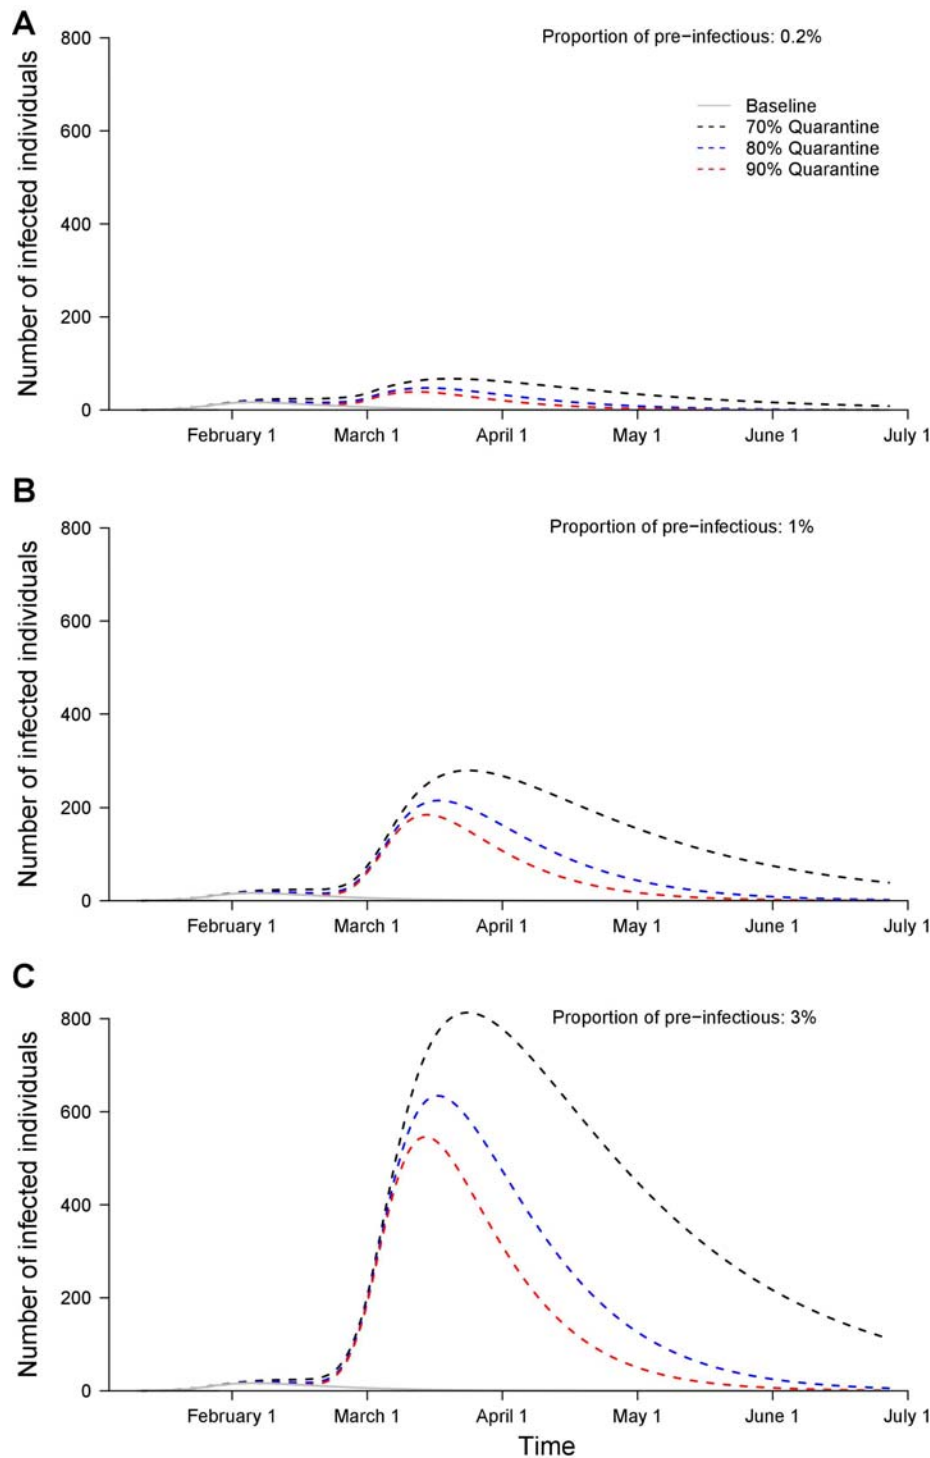 A
Proportion of pre−infectious: 0.2%
Number of infected individuals
800
600
400
200
0
Baseline
70% Quarantine
80% Quarantine
90% Quarantine
February 1 March 1 April 1 May 1 June 1 July 1
B
Proportion of pre−infectious: 1%
Number of infected individuals
800
600
400
200
0
February 1 March 1 April 1 May 1 June 1 July 1
C
Proportion of pre−infectious: 3%
Number of infected individuals
800
600
400
200
0
February 1 March 1 April 1 May 1 June 1 July 1
Time